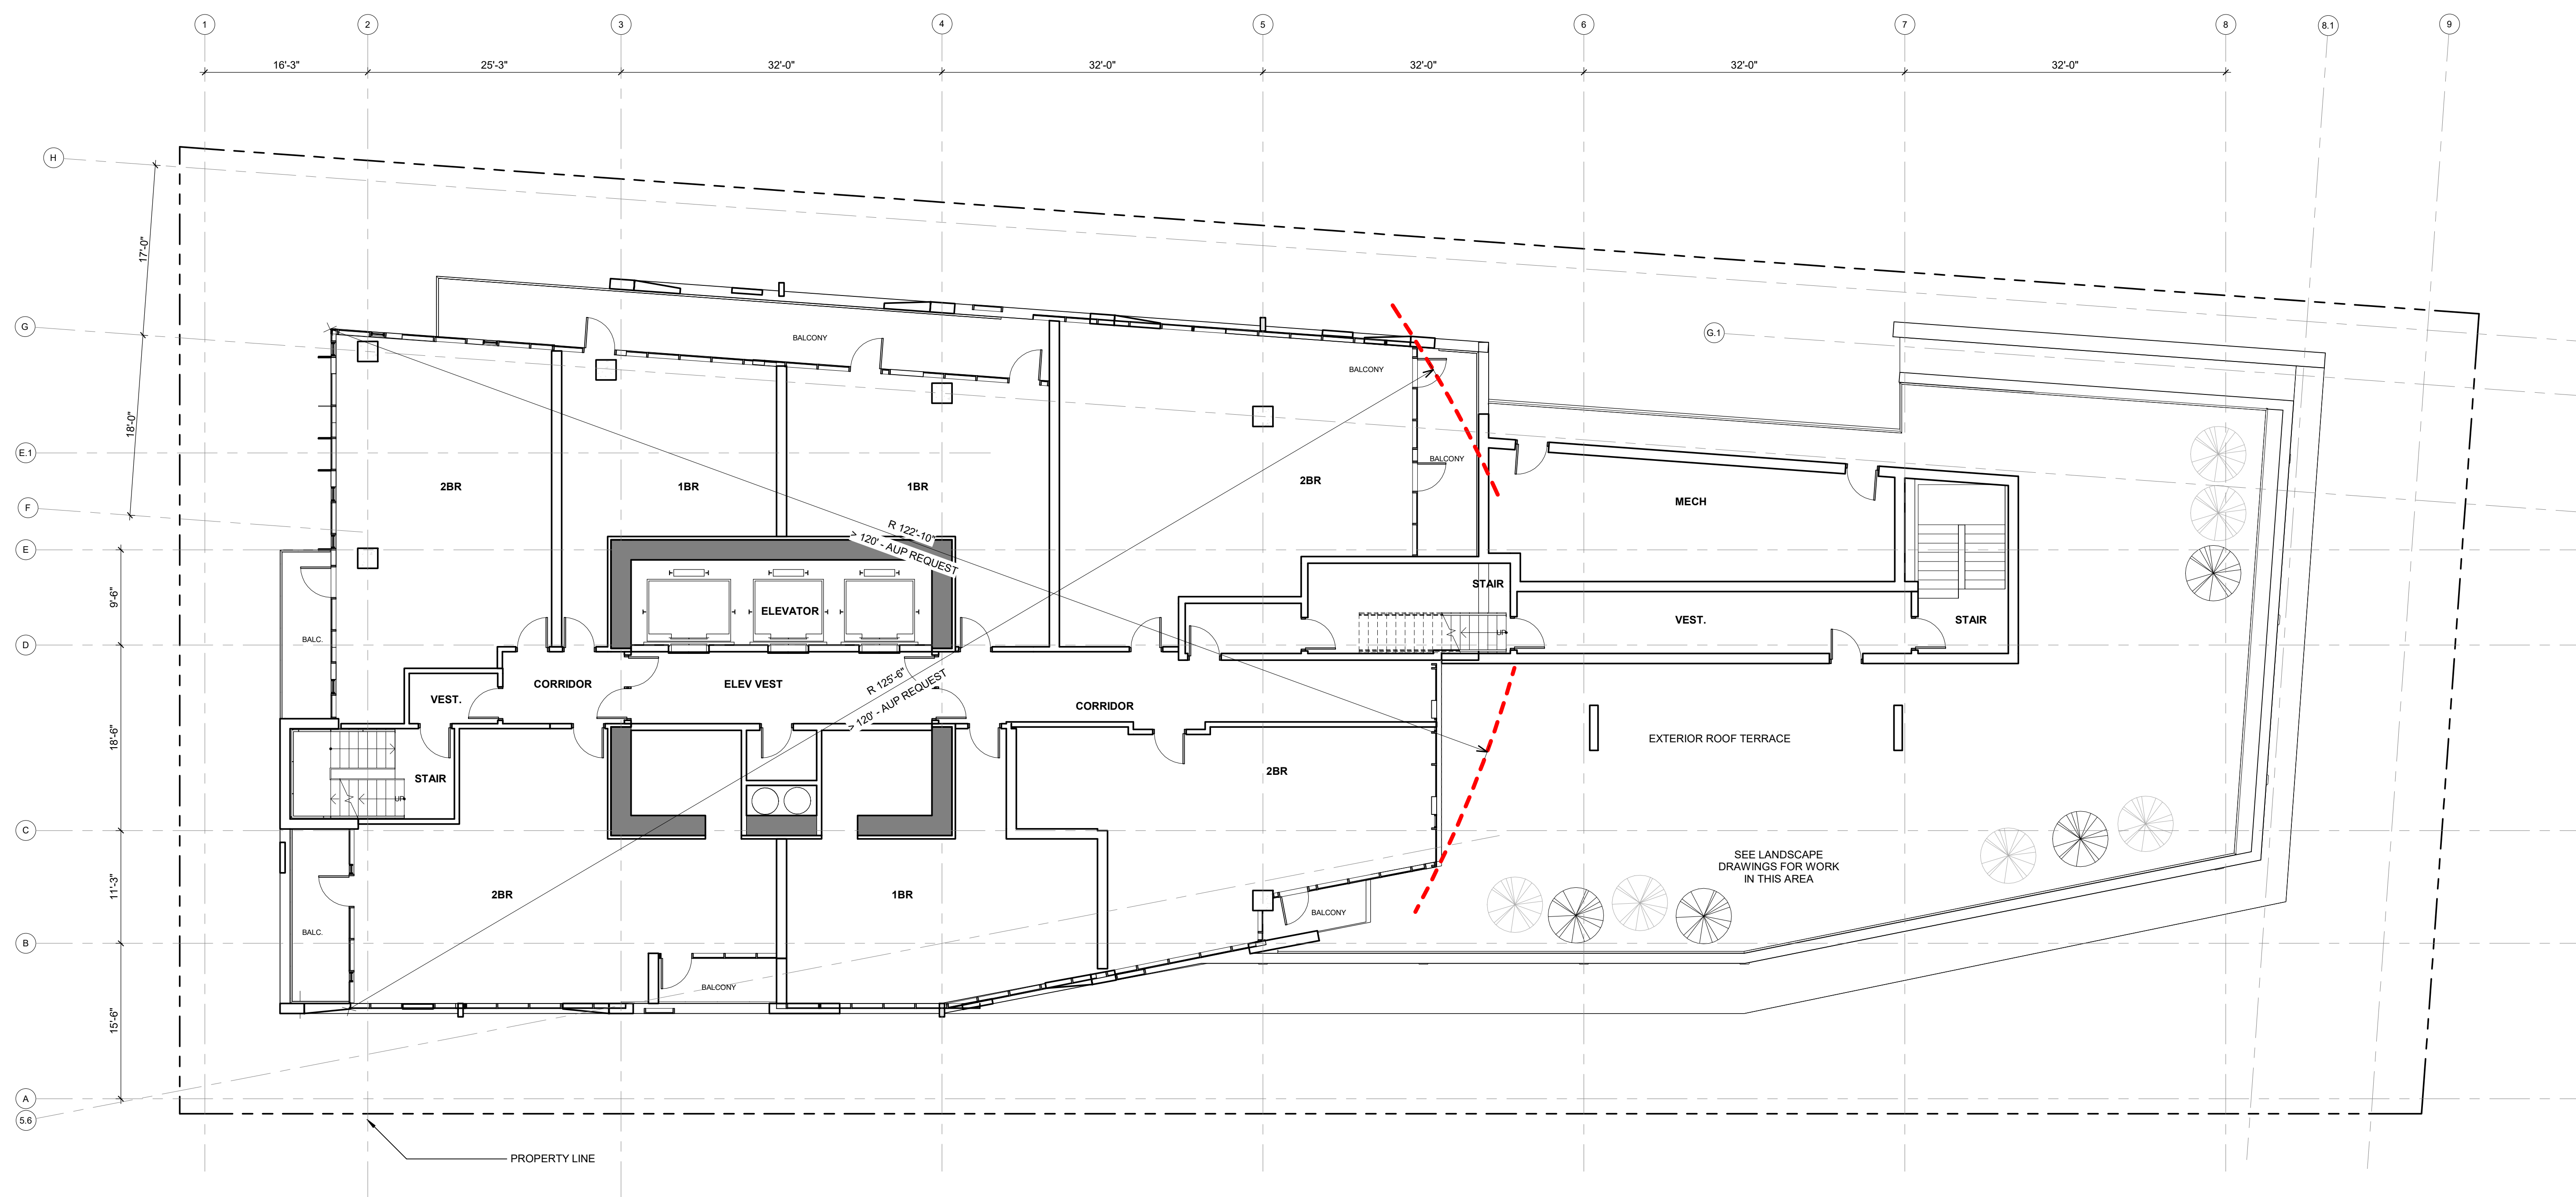 1
2
3
4
5
6
7
8
8.1
9
16'-3"
25'-3"
32'-0"
32'-0"
32'-0"
32'-0"
32'-0"
H
17'-0"
G
G.1
BALCONY
BALCONY
18'-0"
E.1
BALCONY
2BR
1BR
1BR
2BR
MECH
F
R 122'-10"
> 120' - AUP REQUEST
E
9'-6"
ELEVATOR
STAIR
VEST.
STAIR
UP
BALC.
D
R 125'-6"
> 120' - AUP REQUEST
VEST.
CORRIDOR
ELEV VEST
CORRIDOR
18'-6"
EXTERIOR ROOF TERRACE
STAIR
UP
2BR
C
SEE LANDSCAPE
DRAWINGS FOR WORK
IN THIS AREA
11'-3"
2BR
1BR
BALCONY
BALC.
B
BALCONY
15'-6"
A
5.6
PROPERTY LINE